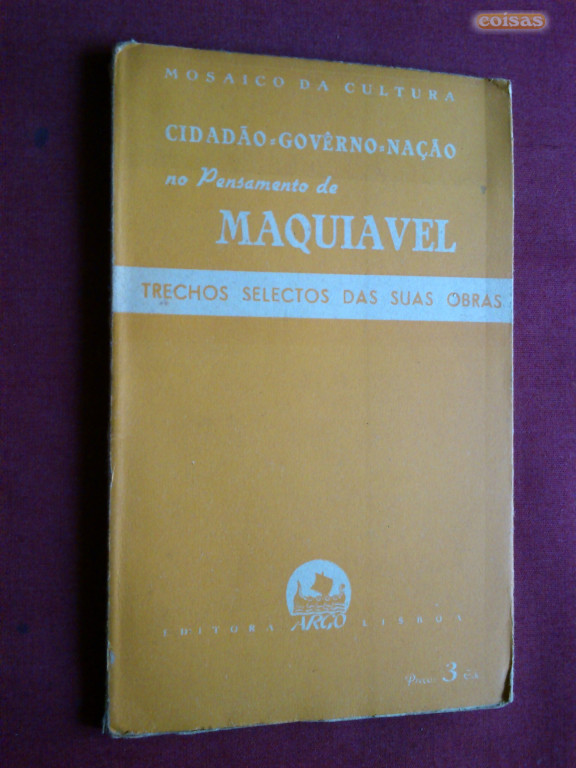 coisas
MOSAICO DA CULTURA
CIDADÃO=GOVÊRNO=NAÇÃO
no Pensamento de
MAQUIAVEL
TRECHOS SELECTOS DAS SUAS OBRAS
EDITORA ARGO LISBOA
3